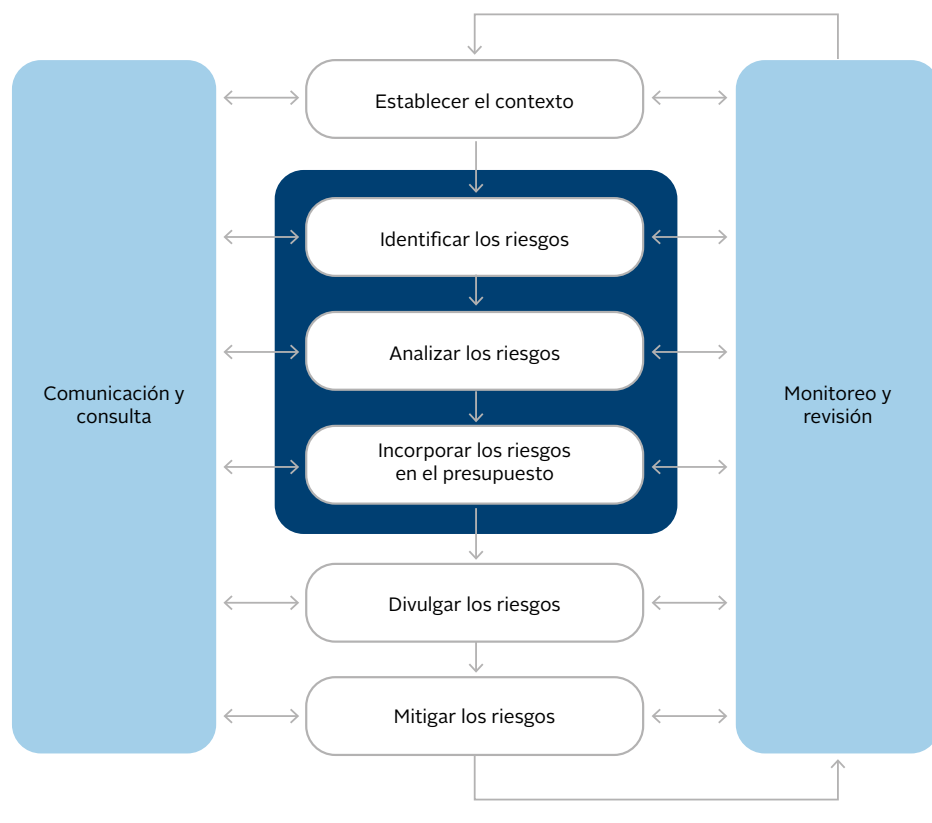 Establecer el contexto
Identificar los riesgos
Analizar los riesgos
Comunicación y
consulta
Monitoreo y
revisión
Incorporar los riesgos
en el presupuesto
Divulgar los riesgos
Mitigar los riesgos